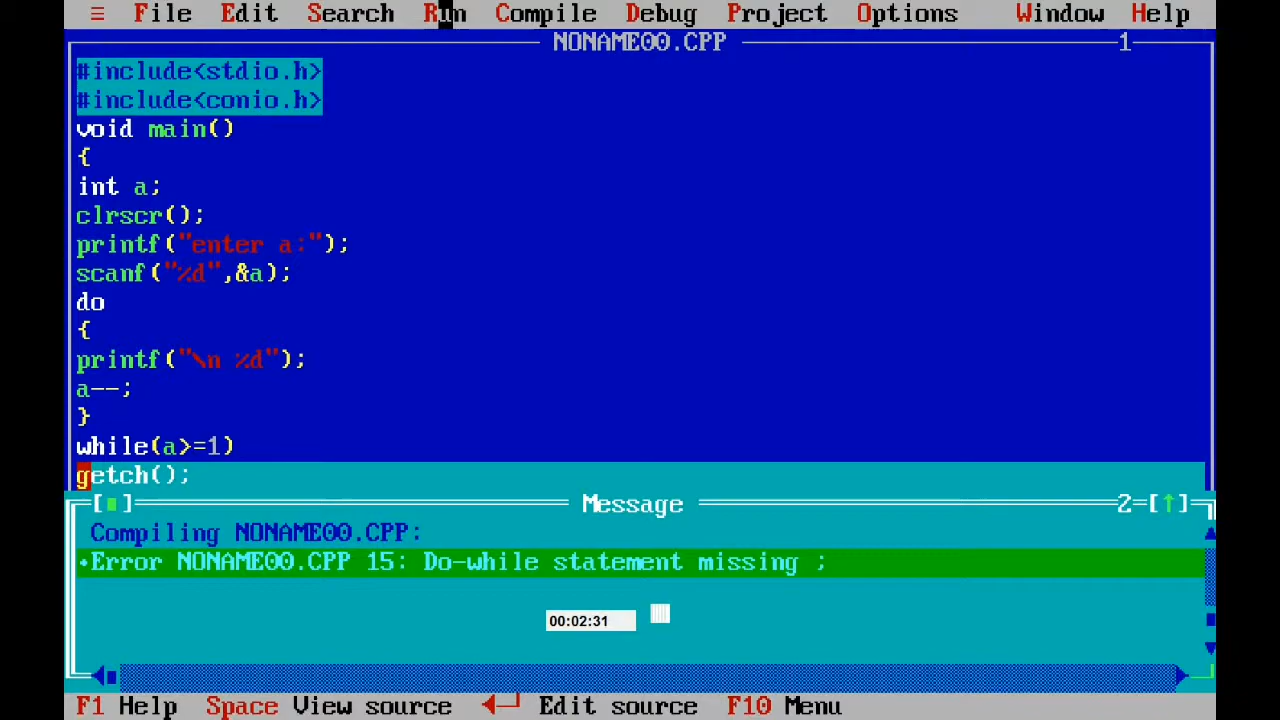 ≡ File Edit Search Run Compile Debug Project Options Window Help
NONAME00.CPP 1
#include<stdio.h>
#include<conio.h>
void main()
{
int a;
clrscr();
printf("enter a:");
scanf("%d",&a);
do
{
printf("\n %d");
a--;
}
while(a>=1)
getch();
[■] Message 2=[↑]
Compiling NONAME00.CPP:
•Error NONAME00.CPP 15: Do-while statement missing ;
00:02:31
F1 Help Space View source ◄─┘ Edit source F10 Menu